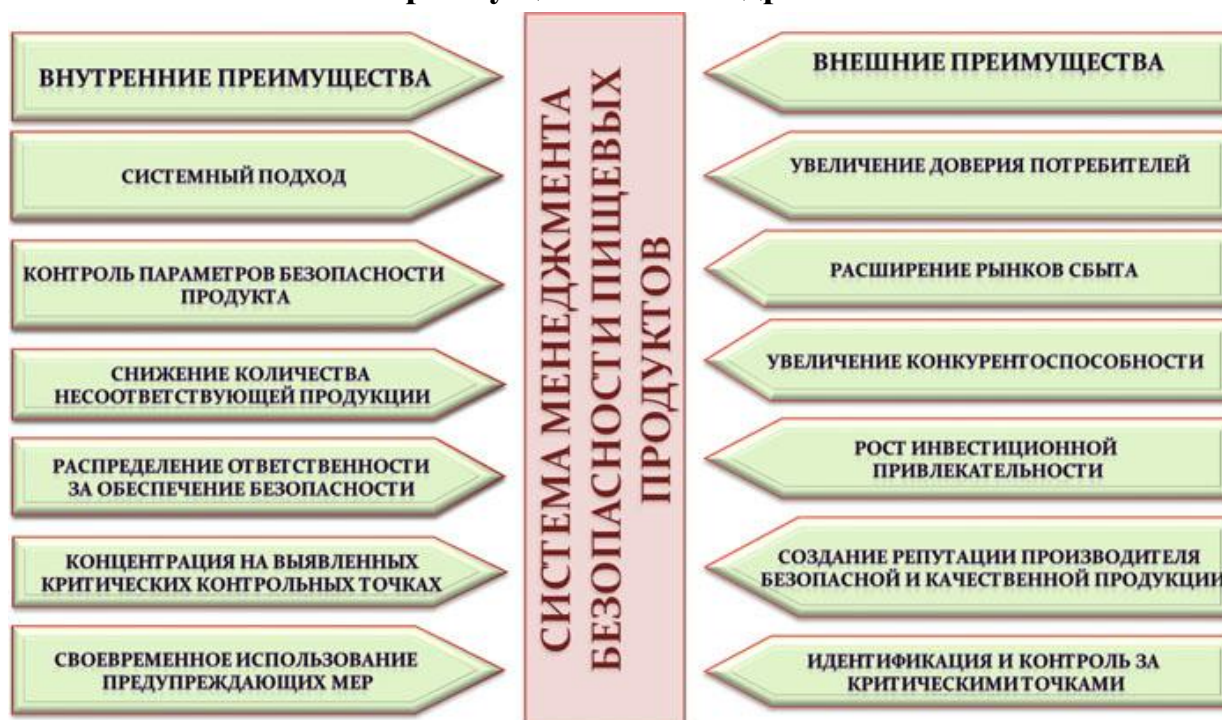 ВНУТРЕННИЕ ПРЕИМУЩЕСТВА
СИСТЕМНЫЙ ПОДХОД
КОНТРОЛЬ ПАРАМЕТРОВ БЕЗОПАСНОСТИ
ПРОДУКТА
СНИЖЕНИЕ КОЛИЧЕСТВА
НЕСООТВЕТСТВУЮЩЕЙ ПРОДУКЦИИ
РАСПРЕДЕЛЕНИЕ ОТВЕТСТВЕННОСТИ
ЗА ОБЕСПЕЧЕНИЕ БЕЗОПАСНОСТИ
КОНЦЕНТРАЦИЯ НА ВЫЯВЛЕННЫХ
КРИТИЧЕСКИХ КОНТРОЛЬНЫХ ТОЧКАХ
СВОЕВРЕМЕННОЕ ИСПОЛЬЗОВАНИЕ
ПРЕДУПРЕЖДАЮЩИХ МЕР
СИСТЕМА МЕНЕДЖМЕНТА
БЕЗОПАСНОСТИ ПИЩЕВЫХ
ПРОДУКТОВ
ВНЕШНИЕ ПРЕИМУЩЕСТВА
УВЕЛИЧЕНИЕ ДОВЕРИЯ ПОТРЕБИТЕЛЕЙ
РАСШИРЕНИЕ РЫНКОВ СБЫТА
УВЕЛИЧЕНИЕ КОНКУРЕНТОСПОСОБНОСТИ
РОСТ ИНВЕСТИЦИОННОЙ
ПРИВЛЕКАТЕЛЬНОСТИ
СОЗДАНИЕ РЕПУТАЦИИ ПРОИЗВОДИТЕЛЯ
БЕЗОПАСНОЙ И КАЧЕСТВЕННОЙ ПРОДУКЦИИ
ИДЕНТИФИКАЦИЯ И КОНТРОЛЬ ЗА
КРИТИЧЕСКИМИ ТОЧКАМИ